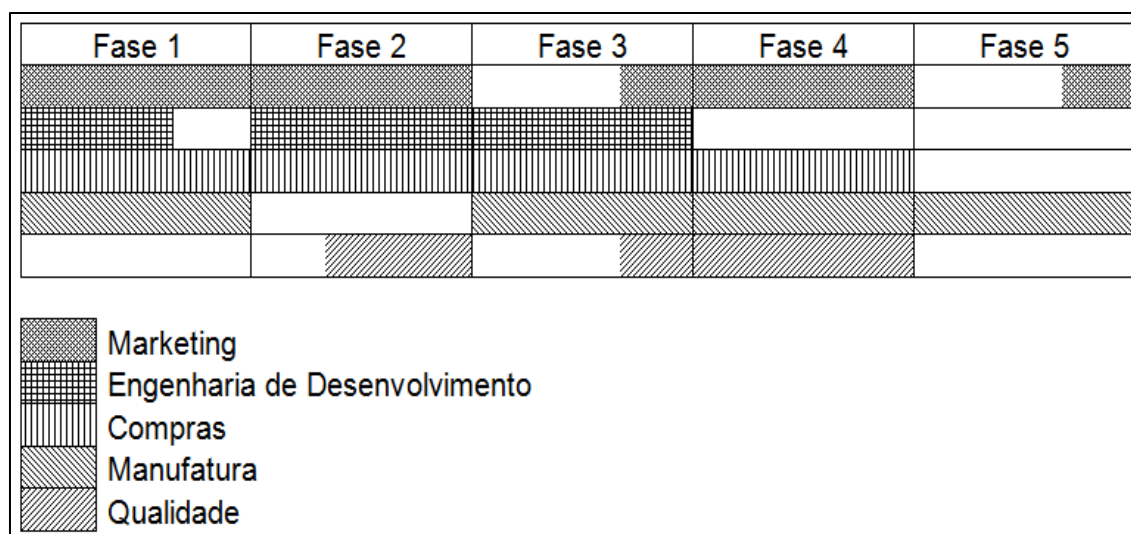 Fase 1 Fase 2 Fase 3 Fase 4 Fase 5
Marketing
Engenharia de Desenvolvimento
Compras
Manufatura
Qualidade